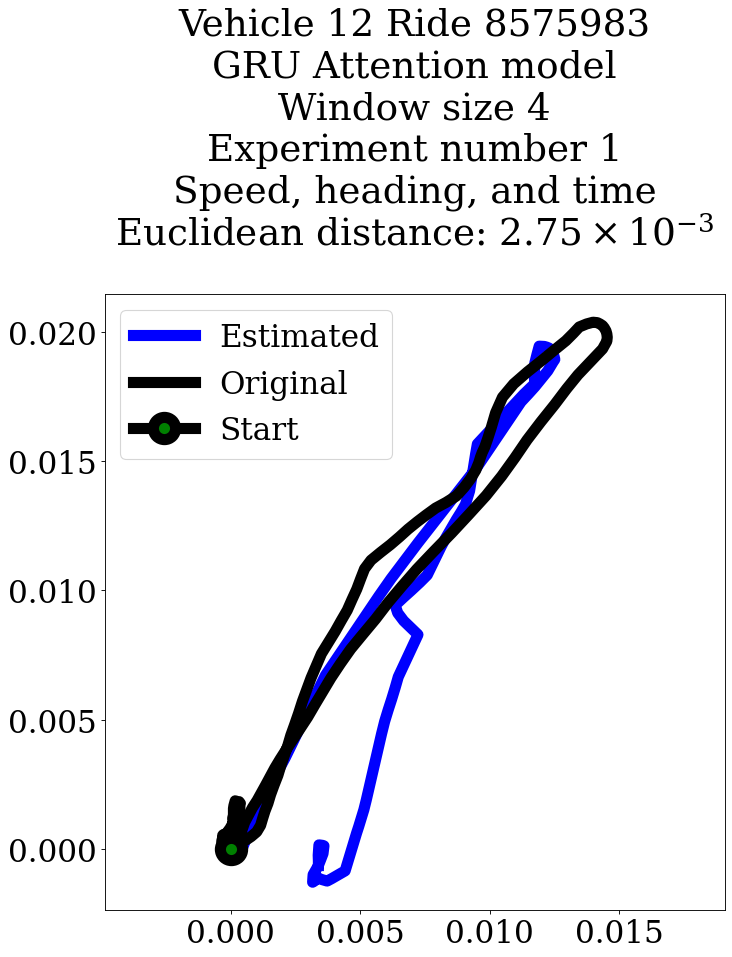 Vehicle 12 Ride 8575983
GRU Attention model
Window size 4
Experiment number 1
Speed, heading, and time
Euclidean distance: 2.75 × 10⁻³
Estimated
Original
Start
0.020
0.015
0.010
0.005
0.000
0.000 0.005 0.010 0.015